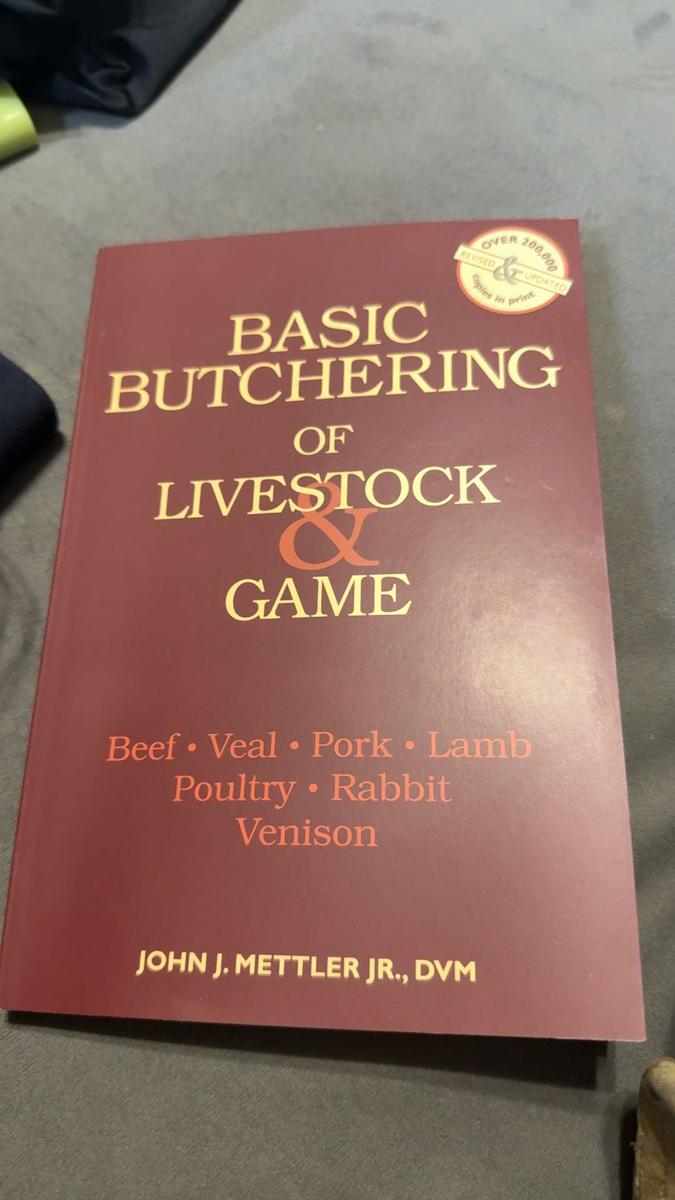 OVER 200,000
REVISED & UPDATED
copies in print
BASIC
BUTCHERING
OF
LIVESTOCK
&
GAME
Beef • Veal • Pork • Lamb
Poultry • Rabbit
Venison
JOHN J. METTLER JR., DVM